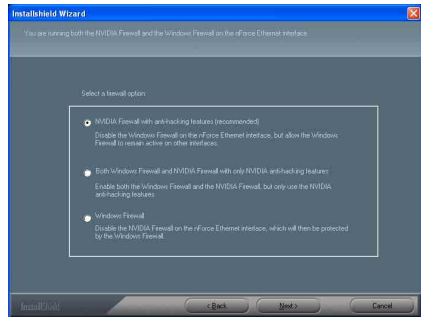 Installshield Wizard
You are running both the NVIDIA Firewall and the Windows Firewall on the nForce Ethernet interface
Select a firewall option
NVIDIA Firewall with anti-hacking features (recommended)
Disable the Windows Firewall on the nForce Ethernet interface, but allow the Windows
Firewall to remain active on other interfaces.
Both Windows Firewall and NVIDIA Firewall with only NVIDIA anti-hacking features
Enable both the Windows Firewall and the NVIDIA Firewall, but only use the NVIDIA
anti-hacking features
Windows Firewall
Disable the NVIDIA Firewall on the nForce Ethernet interface, which will then be protected
by the Windows Firewall.
InstallShield
< Back
Next >
Cancel